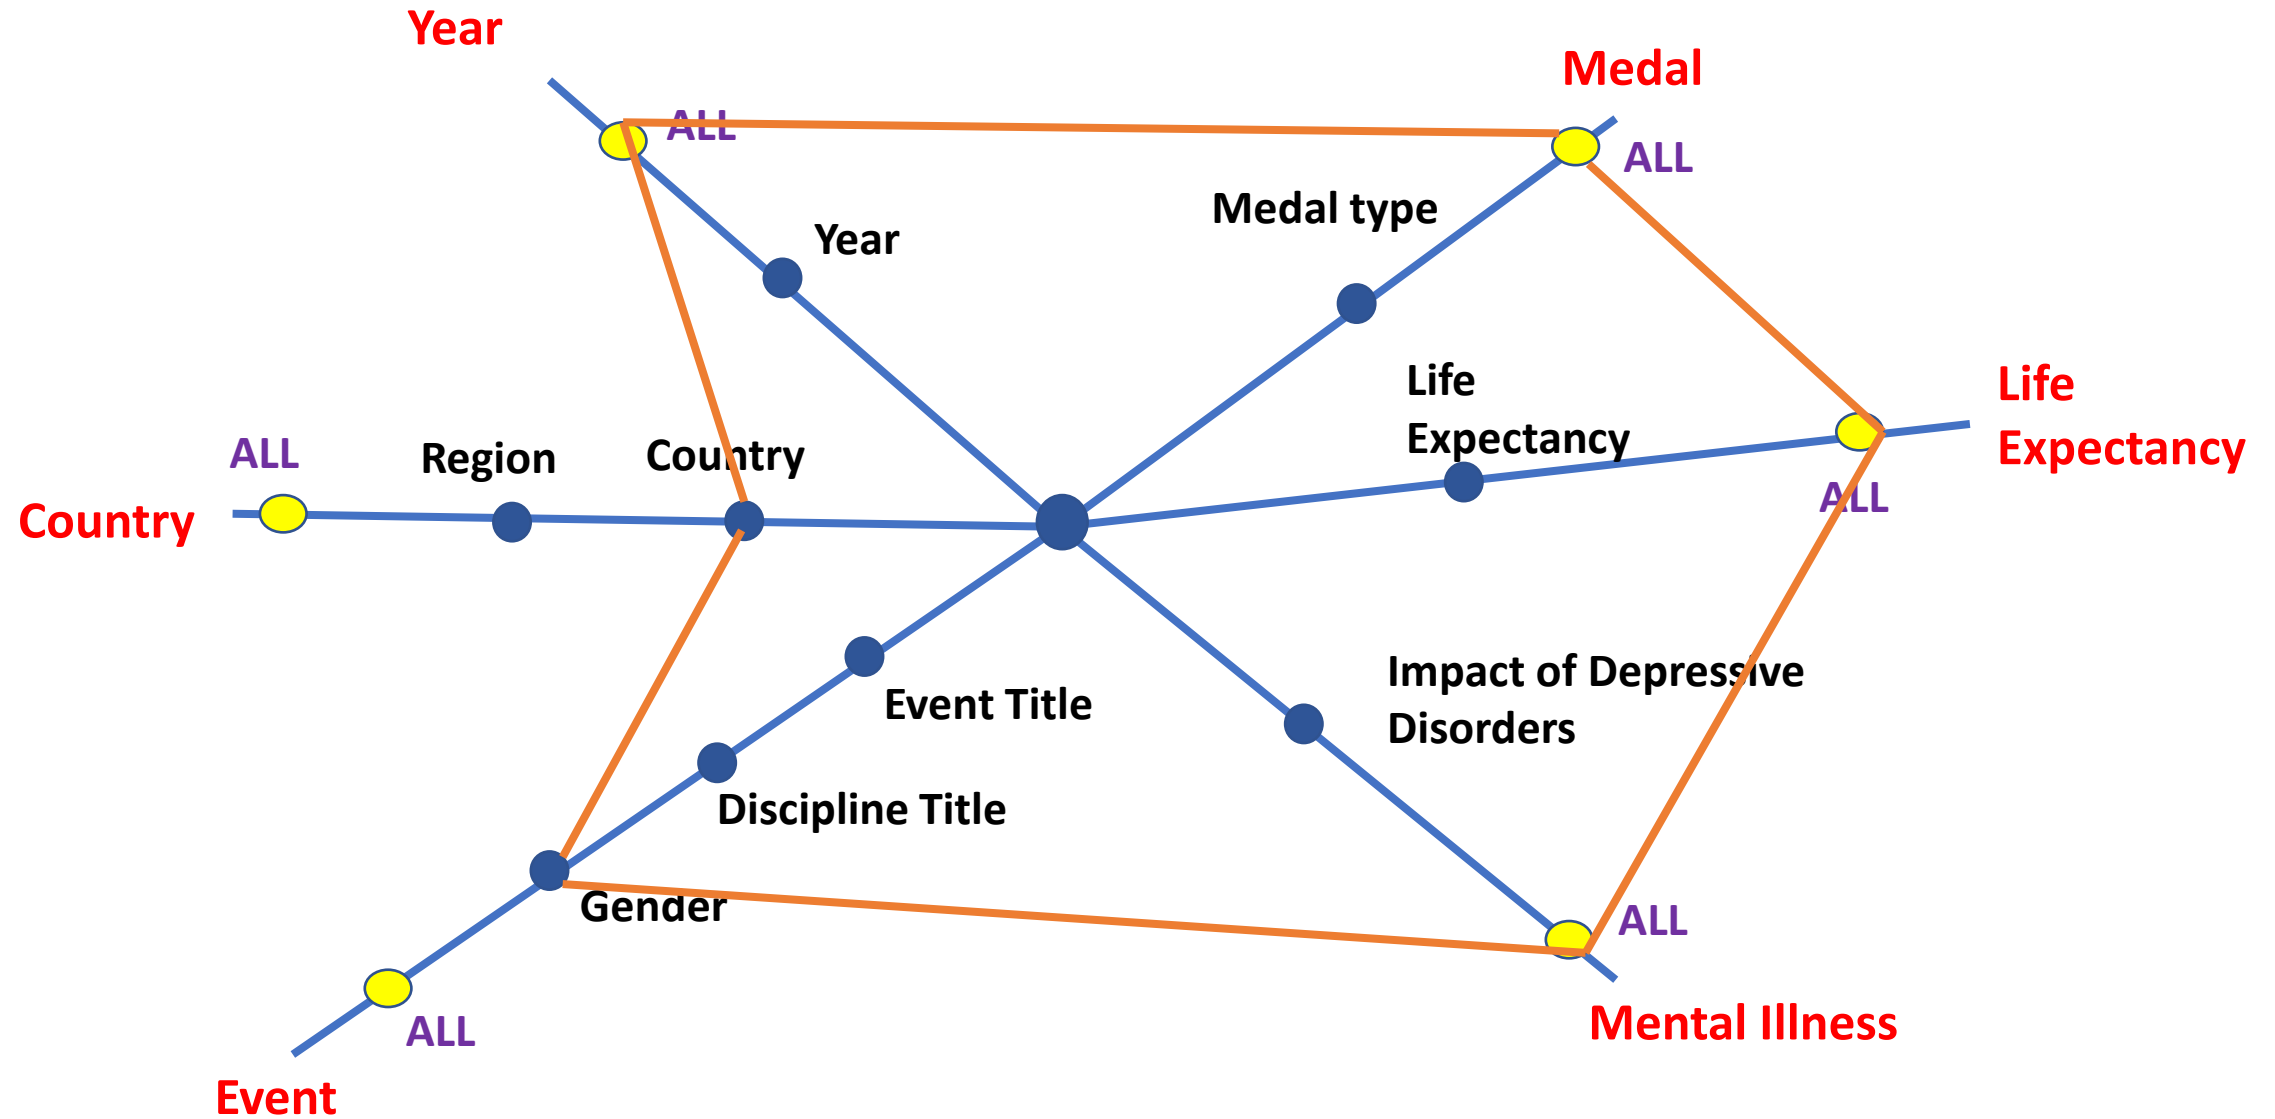 Year
Medal
ALL
ALL
Medal type
Year
Life
Expectancy
Life
Expectancy
ALL
Region
Country
ALL
Country
Impact of Depressive
Disorders
Event Title
Discipline Title
Gender
ALL
ALL
Mental Illness
Event